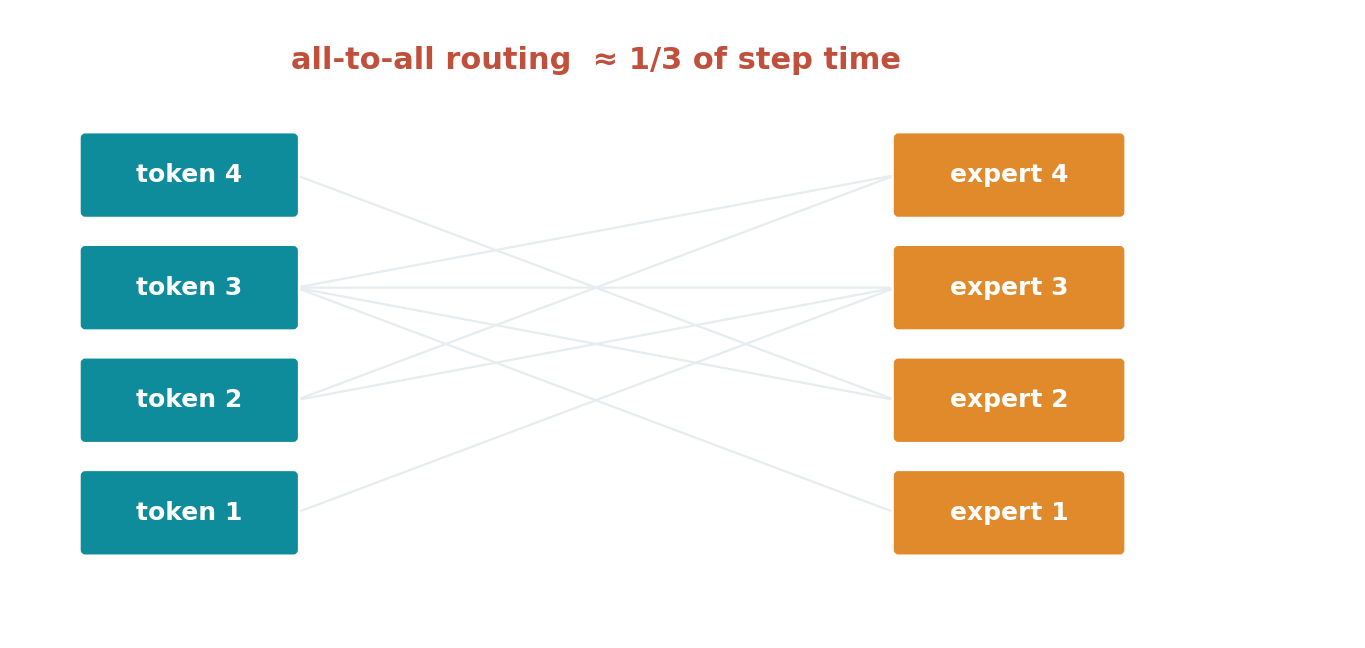 all-to-all routing ≈ 1/3 of step time
token 4
expert 4
token 3
expert 3
token 2
expert 2
token 1
expert 1